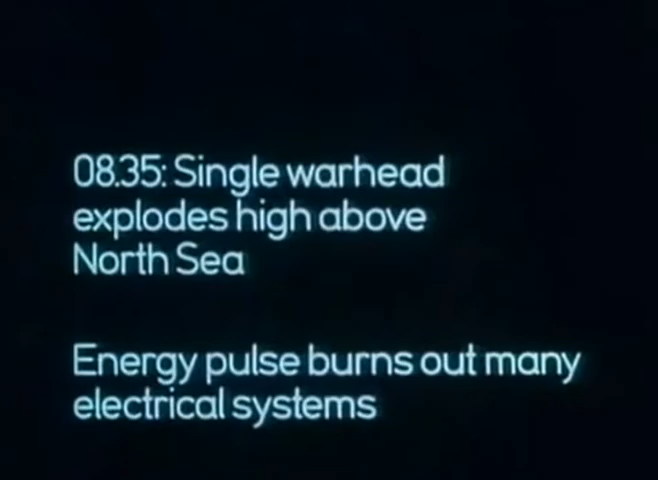 08.35: Single warhead
explodes high above
North Sea
Energy pulse burns out many
electrical systems